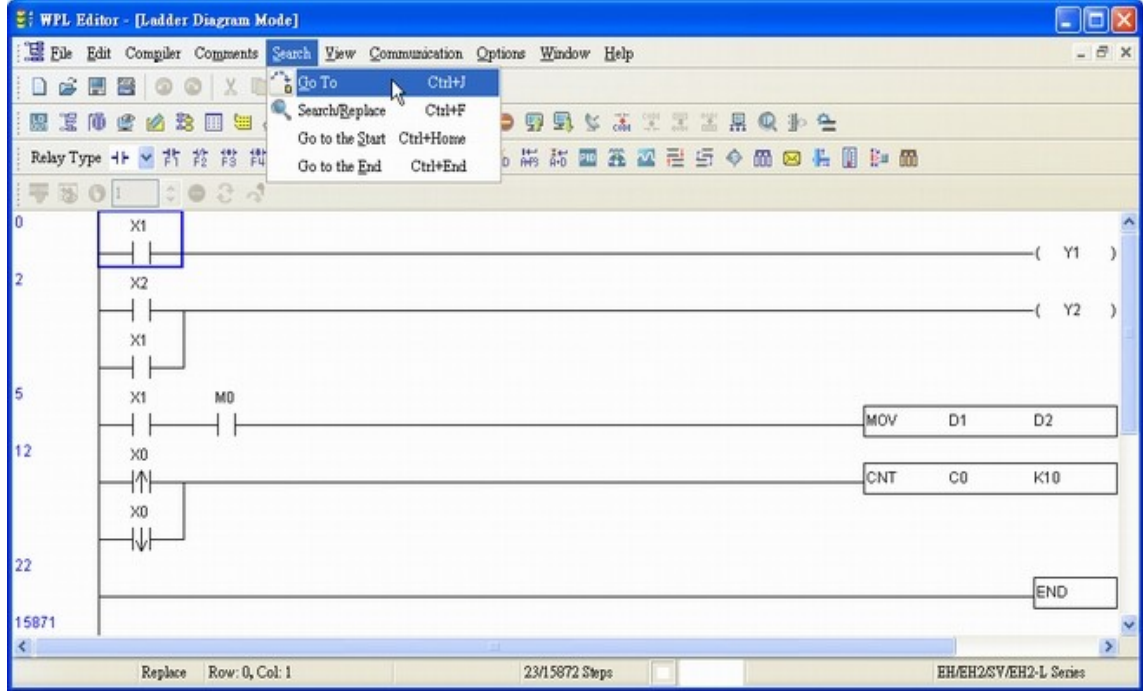 WPL Editor - [Ladder Diagram Mode]
File Edit Compiler Comments Search View Communication Options Window Help
Go To Ctrl+J
Search/Replace Ctrl+F
Go to the Start Ctrl+Home
Go to the End Ctrl+End
Relay Type
1
0
X1
Y1
2
X2
Y2
X1
5
X1 M0
MOV D1 D2
12
X0
CNT C0 K10
X0
22
END
15871
Replace Row: 0, Col: 1 23/15872 Steps EH/EH2/SV/EH2-L Series